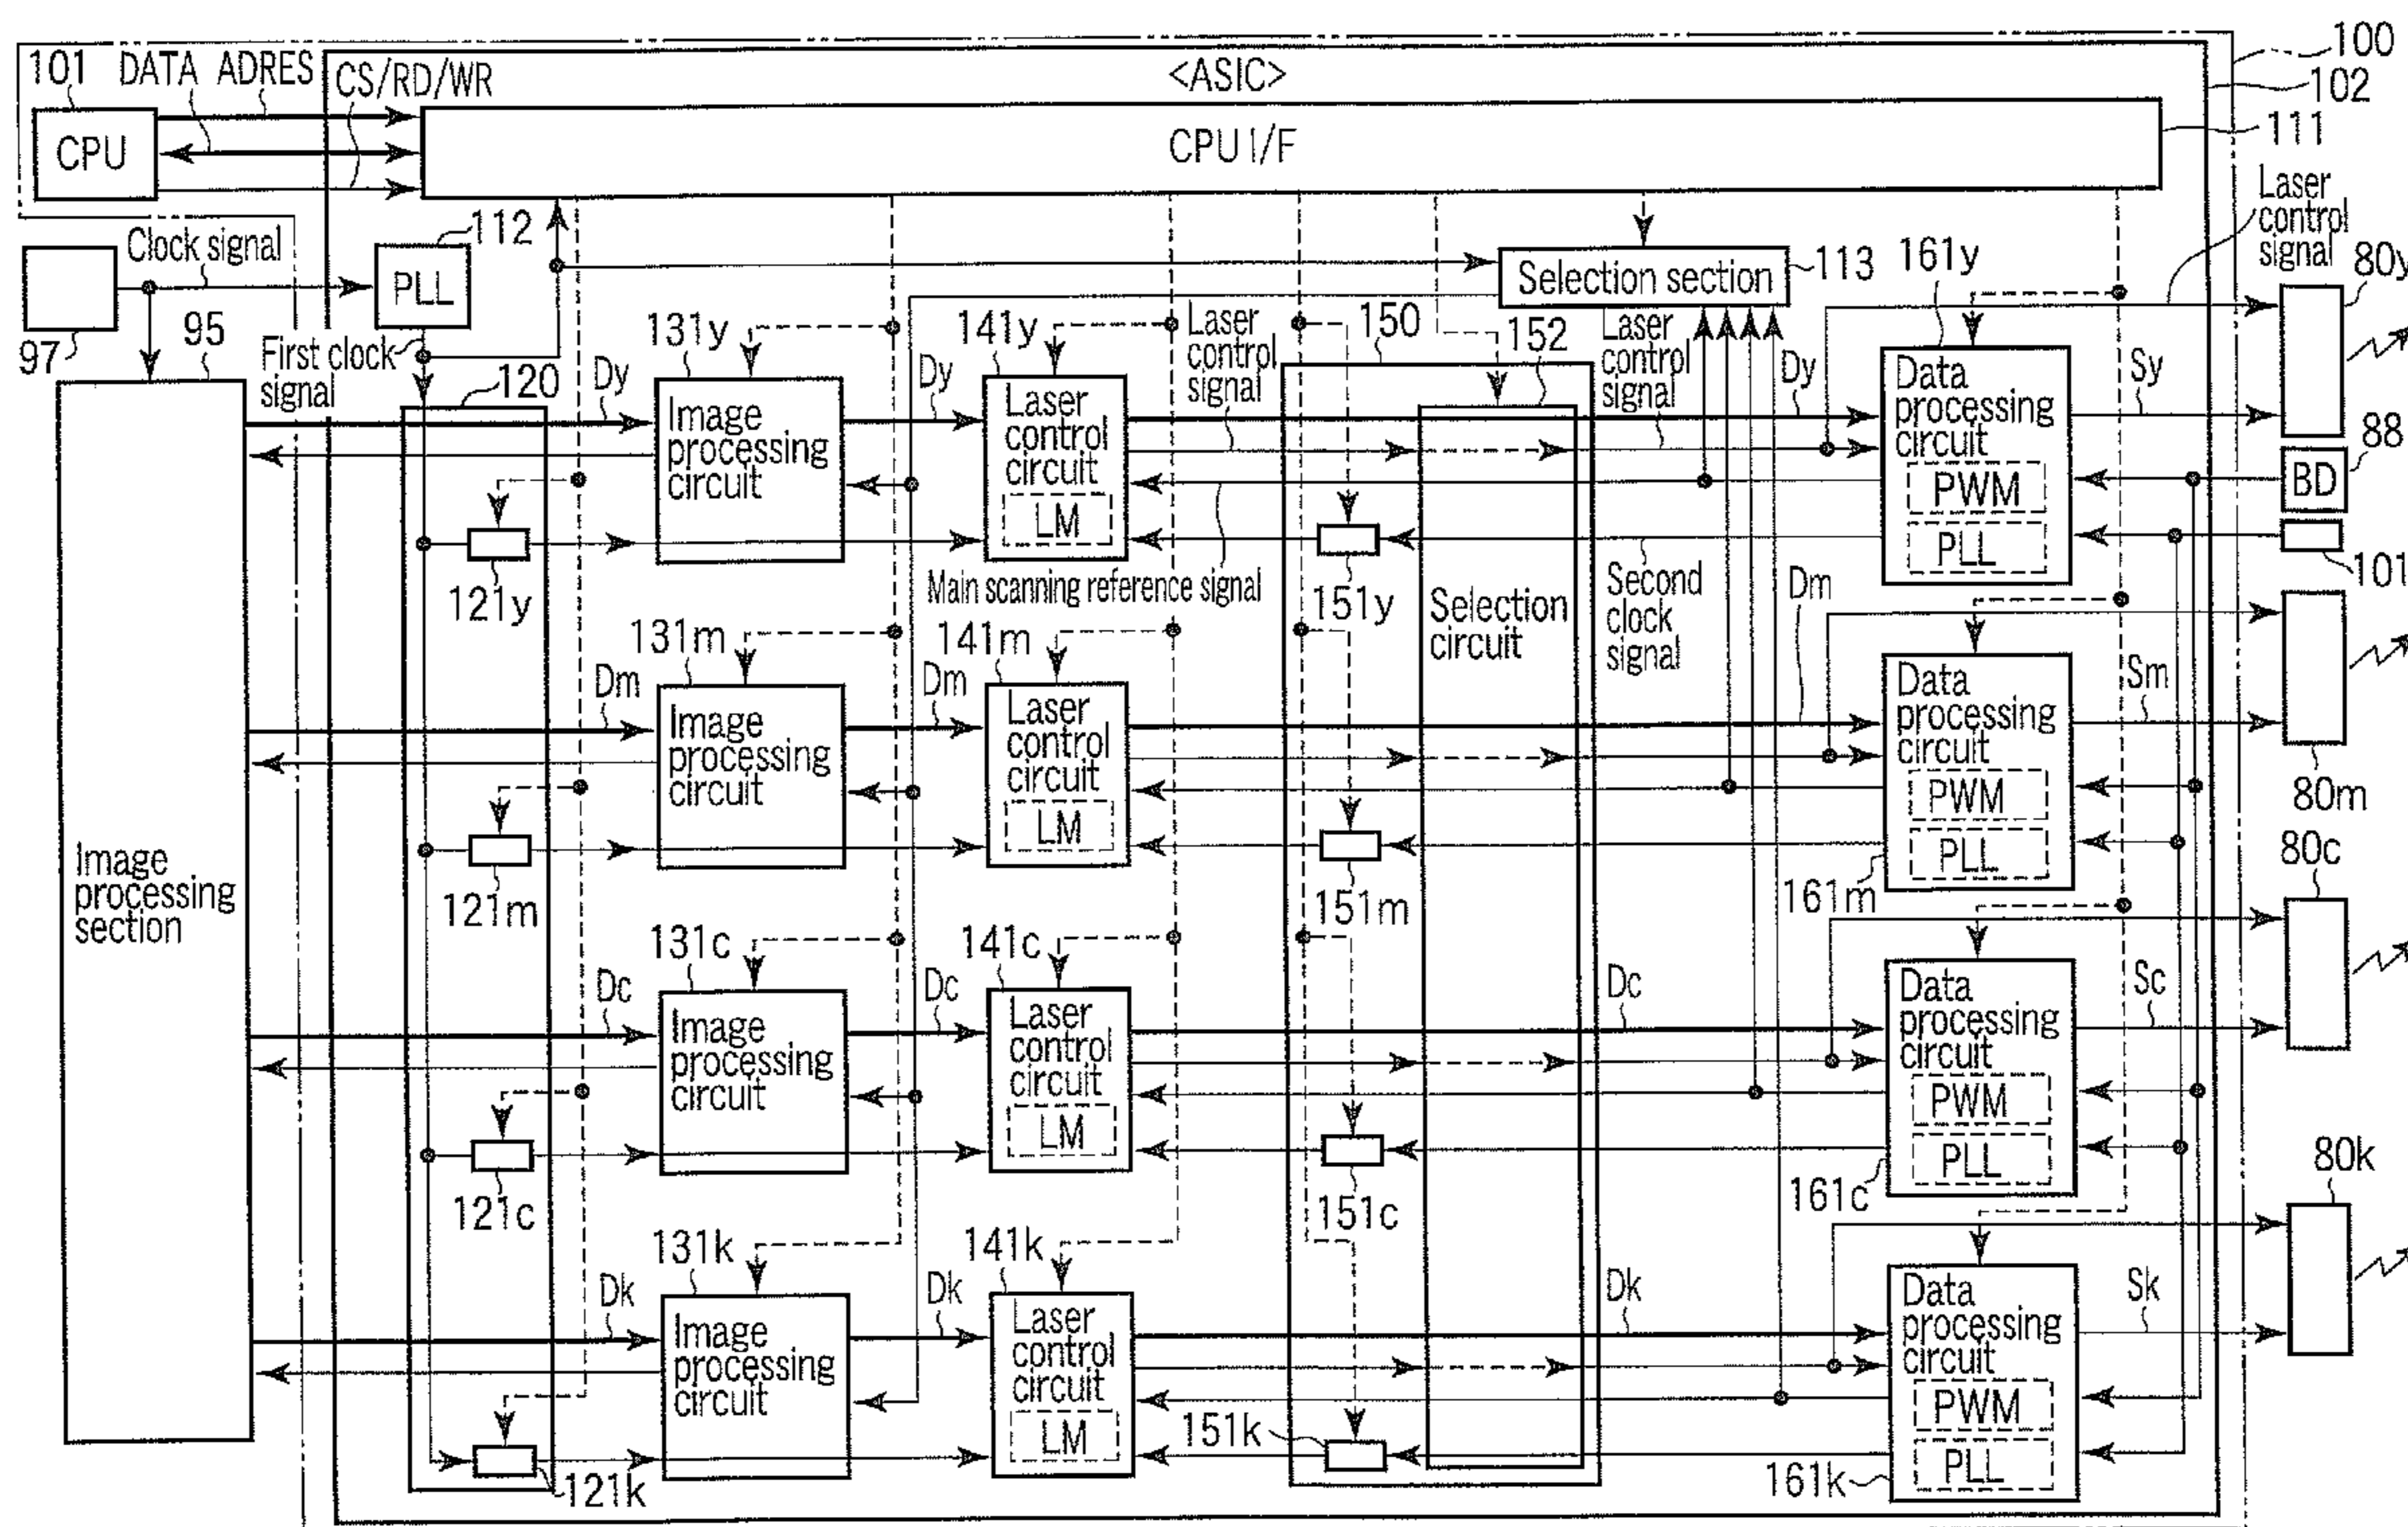 100
<ASIC>
102
101 DATA ADRES
CS/RD/WR
CPU
CPU I/F
111
Clock signal
112
PLL
97
95
First clock
signal
Selection section
113
Laser
control
signal
161y
80y
120
Dy
131y
Dy
141y
Laser
control
signal
150
152
Laser
control
signal
Dy
Sy
Image
processing
circuit
Laser
control
circuit
LM
Data
processing
circuit
PWM
PLL
88
BD
101
121y
Main scanning reference signal
151y
Selection
circuit
Second
clock
signal
Dm
131m
141m
Dm
Dm
Image
processing
circuit
Laser
control
circuit
LM
Data
processing
circuit
PWM
PLL
Sm
80m
Image
processing
section
121m
151m
161m
80c
131c
141c
Dc
Dc
Dc
Image
processing
circuit
Laser
control
circuit
LM
Data
processing
circuit
PWM
PLL
Sc
121c
151c
161c
80k
131k
141k
Dk
Dk
Dk
Image
processing
circuit
Laser
control
circuit
LM
Data
processing
circuit
PWM
PLL
Sk
121k
151k
161k